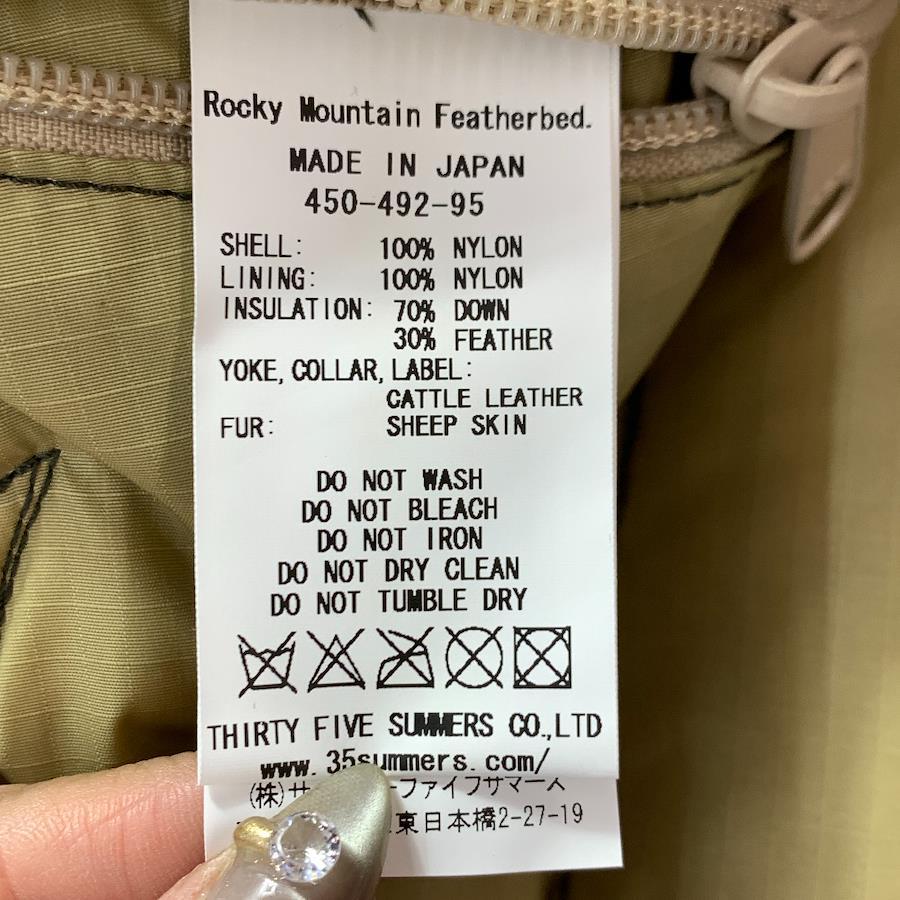 Rocky Mountain Featherbed.
MADE IN JAPAN
450-492-95
SHELL: 100% NYLON
LINING: 100% NYLON
INSULATION: 70% DOWN
30% FEATHER
YOKE, COLLAR, LABEL:
CATTLE LEATHER
FUR: SHEEP SKIN
DO NOT WASH
DO NOT BLEACH
DO NOT IRON
DO NOT DRY CLEAN
DO NOT TUMBLE DRY
THIRTY FIVE SUMMERS CO.,LTD
www.35summers.com/
(株)サ ーファイブサマーズ
東日本橋2-27-19